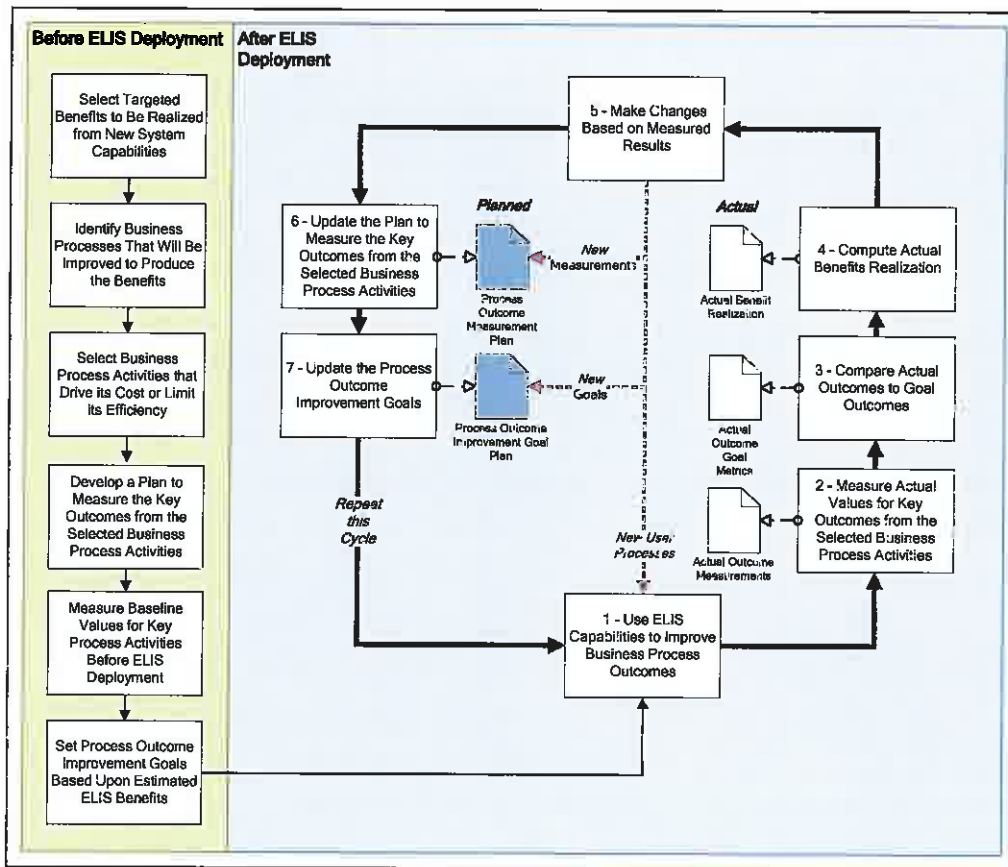 Before ELIS Deployment
Select Targeted
Benefits to Be Realized
from New System
Capabilities
Identify Business
Processes That Will Be
Improved to Produce
the Benefits
Select Business
Process Activities that
Drive its Cost or Limit
Its Efficiency
Develop a Plan to
Measure the Key
Outcomes from the
Selected Business
Process Activities
Measure Baseline
Values for Key
Process Activities
Before ELIS
Deployment
Set Process Outcome
Improvement Goals
Based Upon Estimated
ELIS Benefits
After ELIS
Deployment
5 - Make Changes
Based on Measured
Results
6 - Update the Plan to
Measure the Key
Outcomes from the
Selected Business
Process Activities
Planned
Process
Outcome
Measurement
Plan
New
Measurements
Actual
Actual Benefit
Realization
4 - Compute Actual
Benefits Realization
7 - Update the Process
Outcome
Improvement Goals
Process Outcome
Improvement Goal
Plan
New
Goals
Actual
Outcome
Goal
Metrics
3 - Compare Actual
Outcomes to Goal
Outcomes
Repeat
this
Cycle
New User
Processes
Actual Outcome
Measurements
2 - Measure Actual
Values for Key
Outcomes from the
Selected Business
Process Activities
1 - Use ELIS
Capabilities to Improve
Business Process
Outcomes